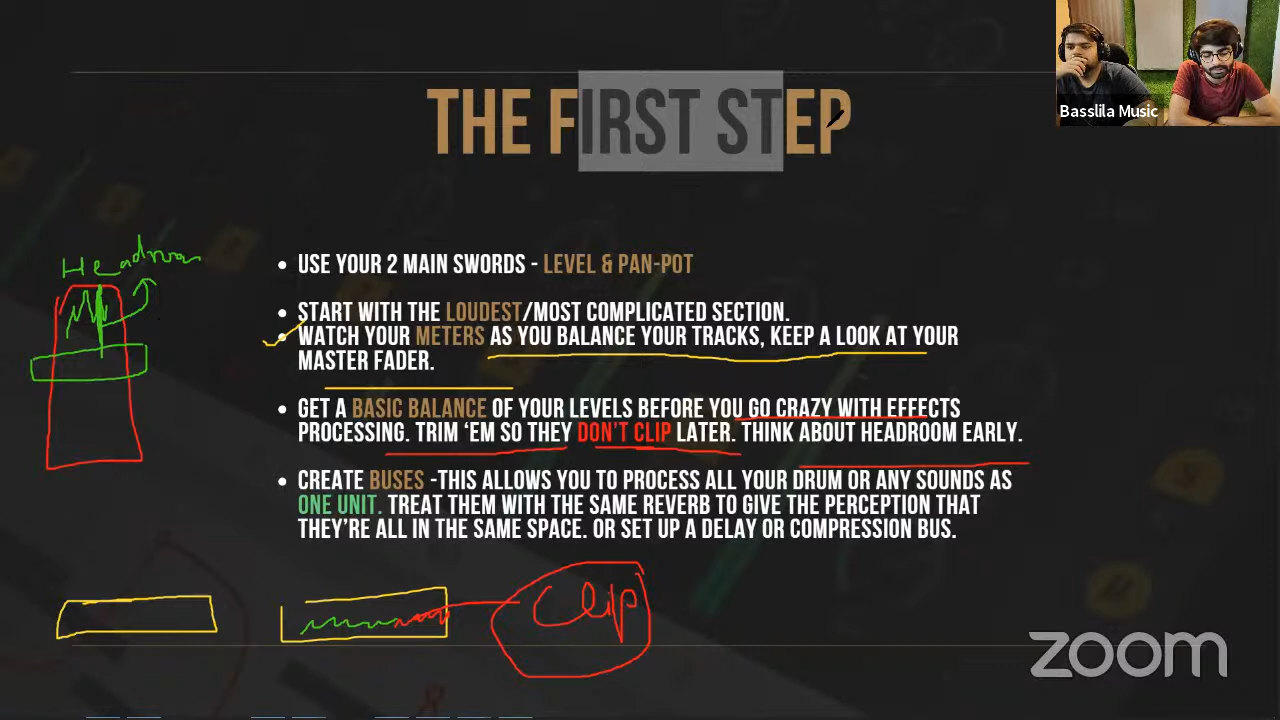 Basslila Music
THE FIRST STEP
Headroom
• USE YOUR 2 MAIN SWORDS - LEVEL & PAN-POT
• START WITH THE LOUDEST/MOST COMPLICATED SECTION.
• WATCH YOUR METERS AS YOU BALANCE YOUR TRACKS, KEEP A LOOK AT YOUR
MASTER FADER.
• GET A BASIC BALANCE OF YOUR LEVELS BEFORE YOU GO CRAZY WITH EFFECTS
PROCESSING. TRIM ‘EM SO THEY DON’T CLIP LATER. THINK ABOUT HEADROOM EARLY.
• CREATE BUSES -THIS ALLOWS YOU TO PROCESS ALL YOUR DRUM OR ANY SOUNDS AS
ONE UNIT. TREAT THEM WITH THE SAME REVERB TO GIVE THE PERCEPTION THAT
THEY’RE ALL IN THE SAME SPACE. OR SET UP A DELAY OR COMPRESSION BUS.
Clip
zoom